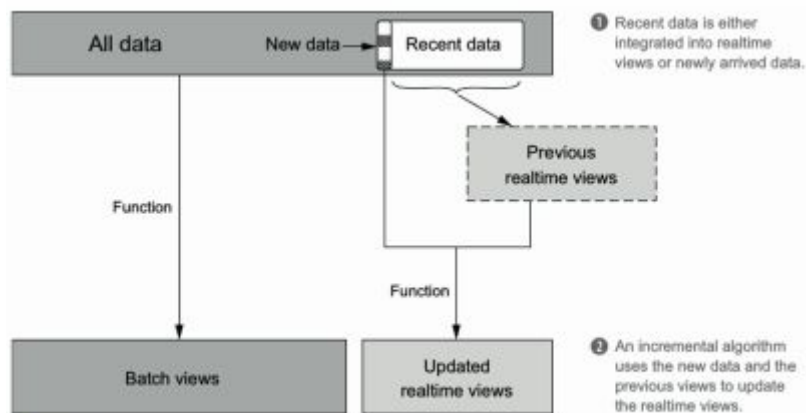 All data
New data
Recent data
❶ Recent data is either
integrated into realtime
views or newly arrived data.
Previous
realtime views
Function
Function
Batch views
Updated
realtime views
❷ An incremental algorithm
uses the new data and the
previous views to update
the realtime views.